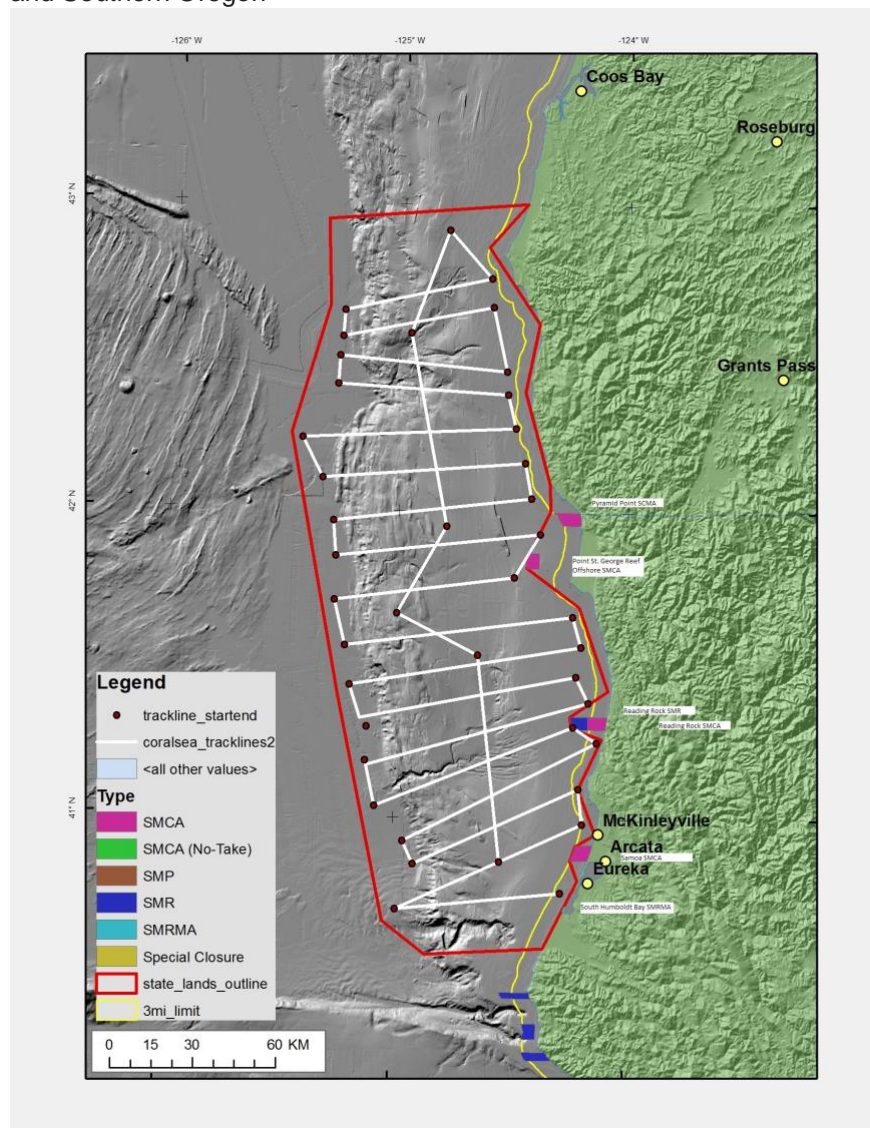 and Southern Oregon
-126° W
-125° W
-124° W
Coos Bay
Roseburg
43° N
Grants Pass
42° N
Pyramid Point SCMA
Point St. George Reef
Offshore SMCA
Legend
trackline_startend
coralsea_tracklines2
<all other values>
Type
SMCA
SMCA (No-Take)
SMP
SMR
SMRMA
Special Closure
state_lands_outline
3mi_limit
Reading Rock SMR
Reading Rock SMCA
41° N
McKinleyville
Arcata
Samoa SMCA
Eureka
South Humboldt Bay SMRMA
0 15 30 60 KM